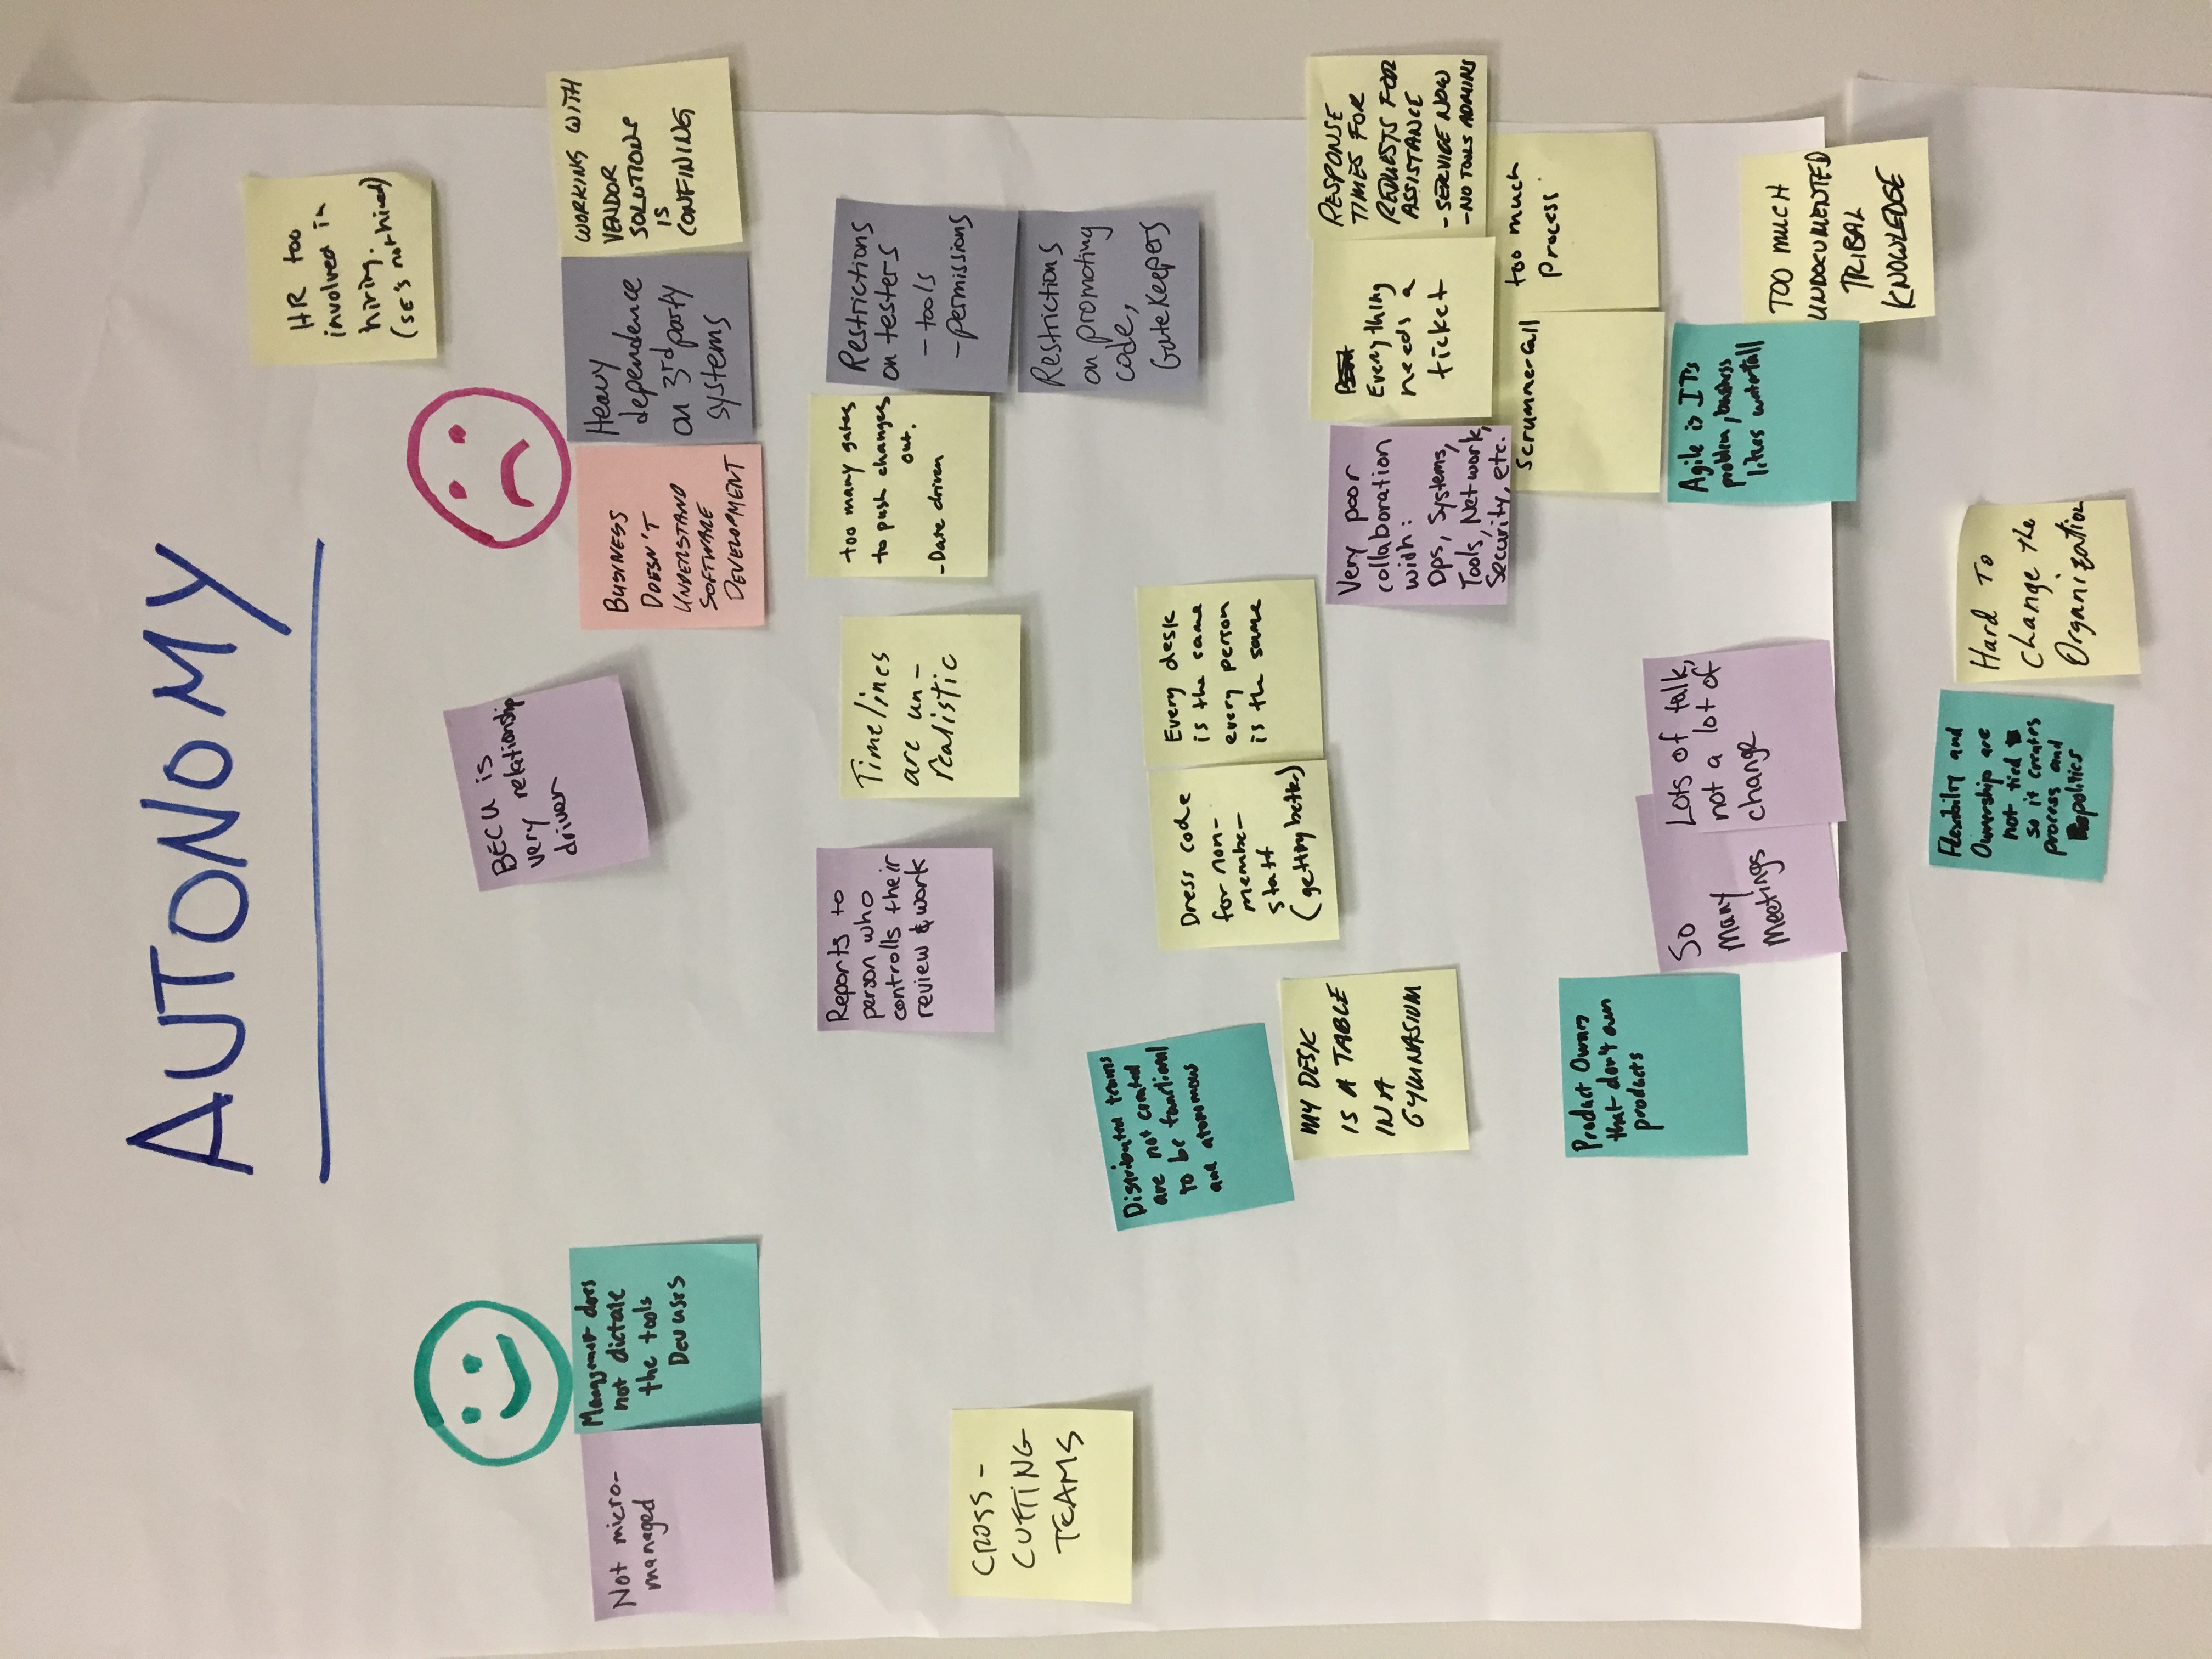 AUTONOMY
HR too
involved in
hiring.
(SE's not hired)
BECU is
very relationship
driven
Not micro-
managed
Management does
not dictate
the tools
Dev uses
BUSINESS
DOESN'T
UNDERSTAND
SOFTWARE
DEVELOPMENT
Heavy
dependence
on 3rd party
systems
WORKING WITH
VENDOR
SOLUTIONS
IS
CONFINING
Reports to
person who
controlls their
review & work
Timelines
are un-
realistic
too many gates
to push changes
out.
-Date driven
Restrictions
on testers
- tools
- permissions
CROSS-
CUTTING
TEAMS
Restrictions
on promoting
code,
Gatekeepers
Distributed teams
are not created
to be functional
and atonomous
Dress code
for non-
membe-
staff
(getting better)
Every desk
is the same
every person
is the same
MY DESK
IS A TABLE
IN A
GYMNASIUM
Very poor
collaboration
with:
Ops, Systems,
Tools, Network,
Security, etc.
Everything
needs a
ticket
RESPONSE
TIMES FOR
REQUESTS FOR
ASSISTANCE
- SERVICE NOW
- NO TOOLS ADMINS
Scrummerfall
too much
Process
Product Owners
that don't own
products
So
many
meetings
Lots of talk,
not a lot of
change
Agile is IT's
problem, business
likes waterfall
TOO MUCH
UNDOCUMENTED
TRIBAL
KNOWLEDGE
Flexibility and
Ownership are
not tied
so it creates
process and
politics
Hard To
Change the
Organization